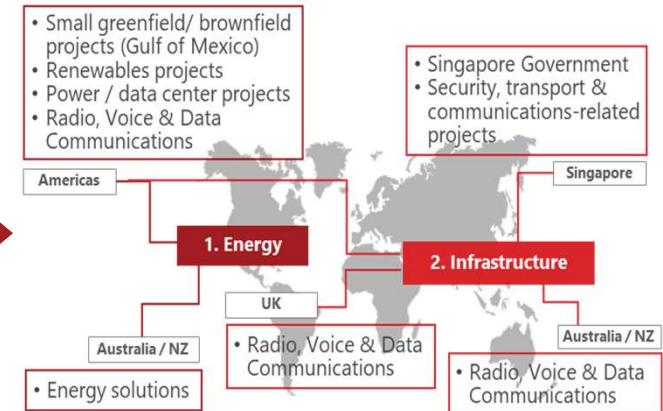 • Small greenfield/ brownfield
projects (Gulf of Mexico)
• Renewables projects
• Power / data center projects
• Radio, Voice & Data
Communications
• Singapore Government
• Security, transport &
communications-related
projects
Americas
Singapore
1. Energy
2. Infrastructure
UK
Australia / NZ
Australia / NZ
• Radio, Voice & Data
Communications
• Energy solutions
• Radio, Voice & Data
Communications